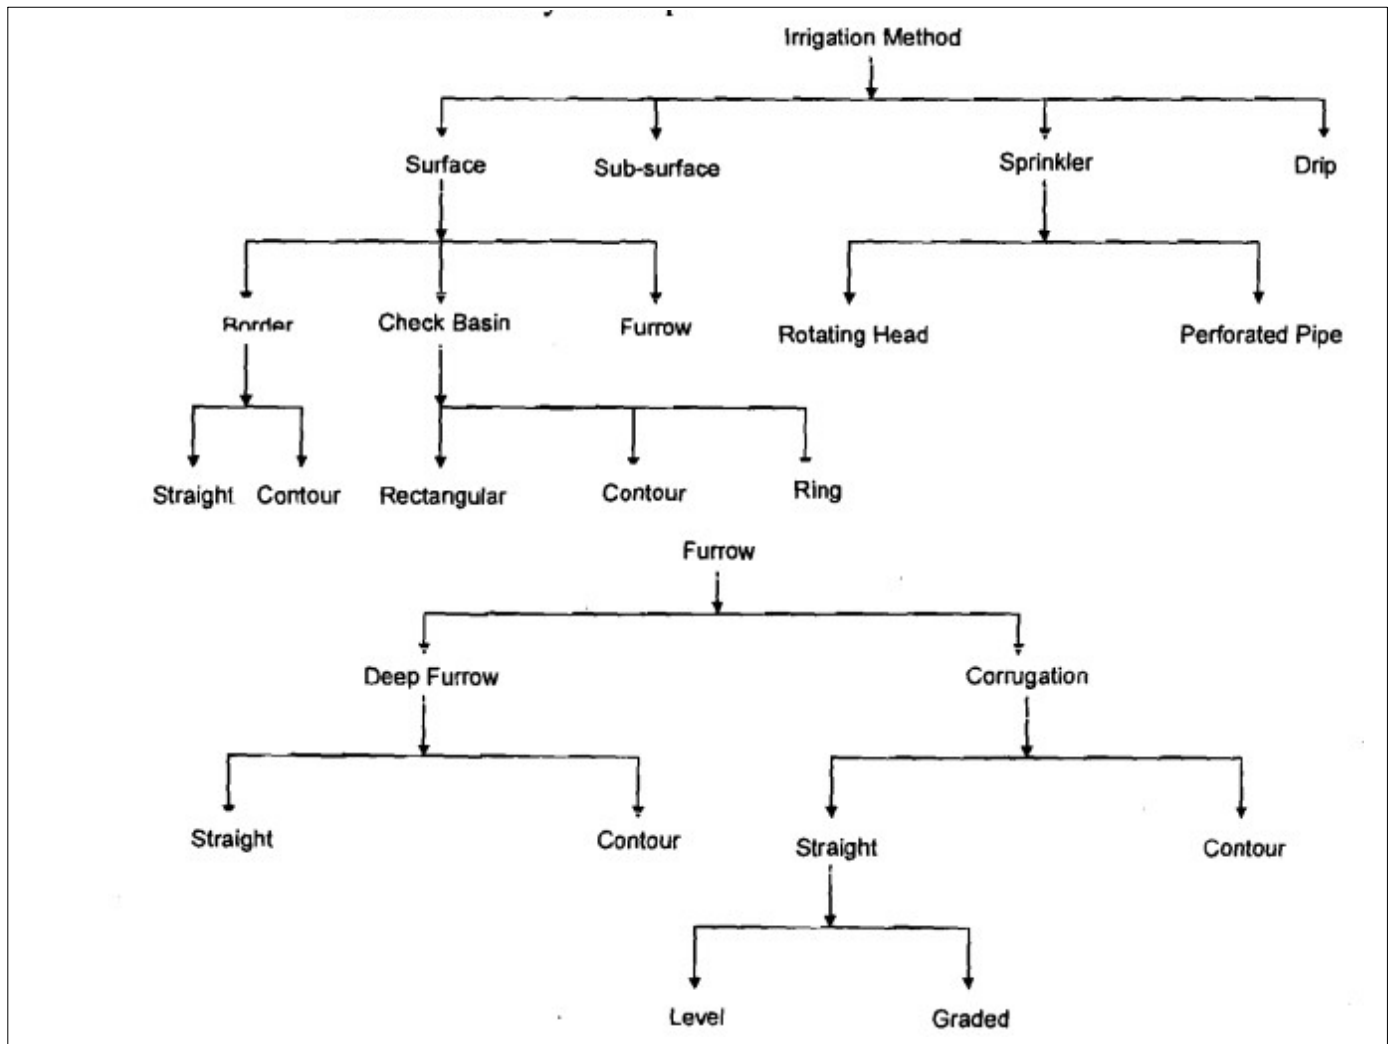 Irrigation Method
Surface Sub-surface Sprinkler Drip
Border Check Basin Furrow Rotating Head Perforated Pipe
Straight Contour Rectangular Contour Ring
Furrow
Deep Furrow Corrugation
Straight Contour Straight Contour
Level Graded